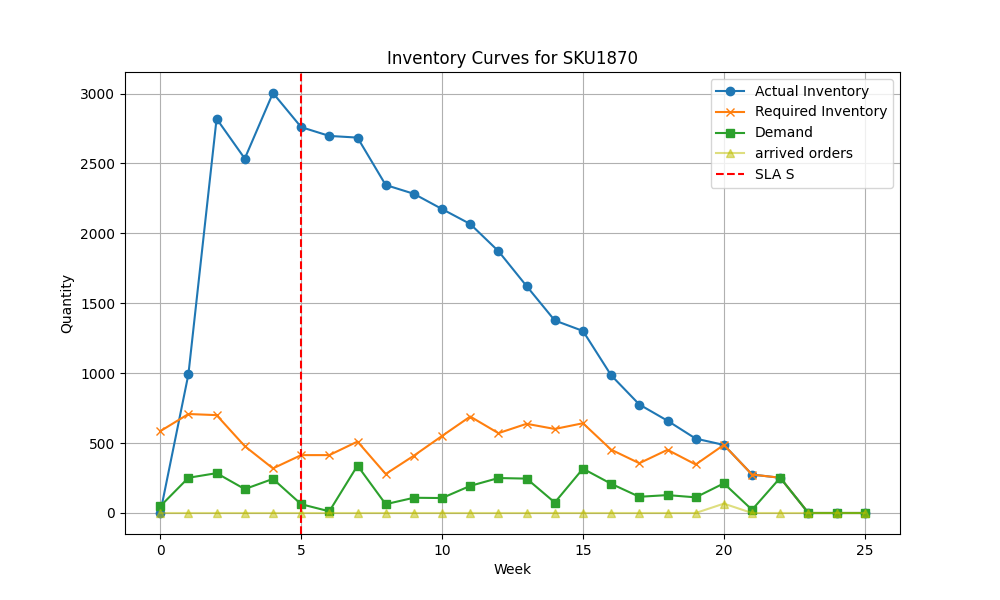 Inventory Curves for SKU1870
Actual Inventory
Required Inventory
Demand
arrived orders
SLA S
3000
2500
2000
1500
1000
500
0
Quantity
0 5 10 15 20 25
Week